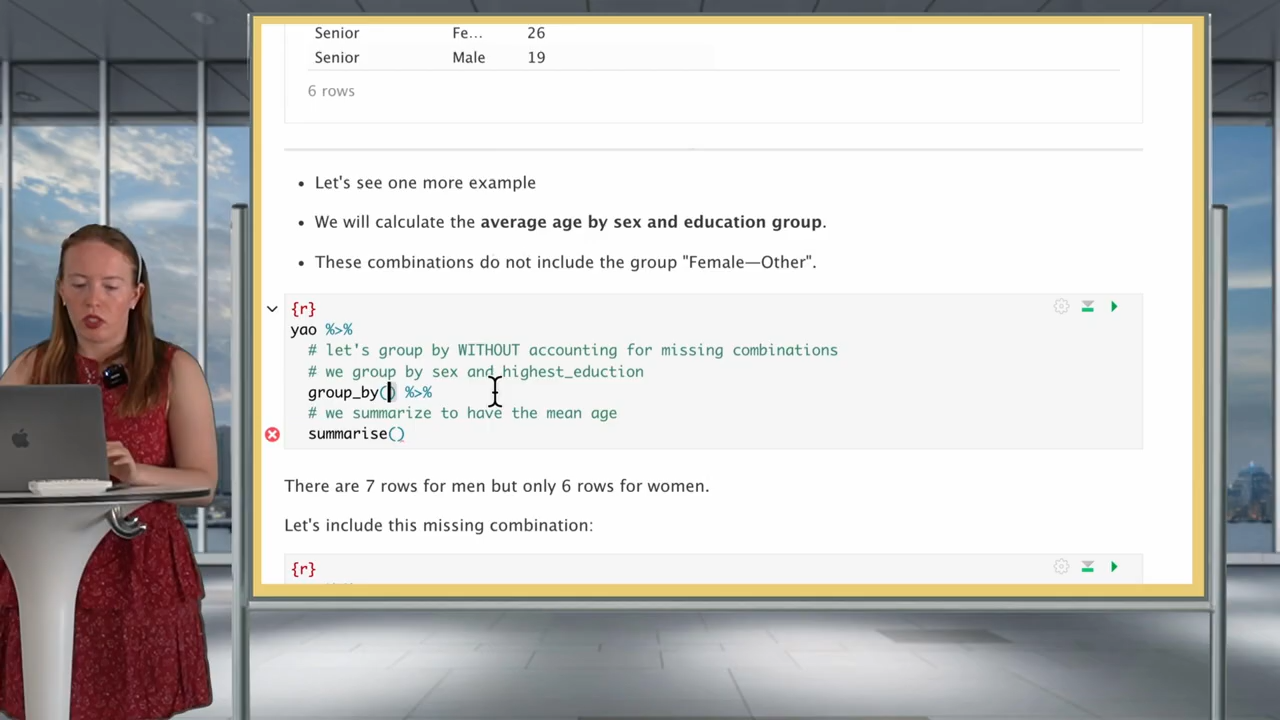 Senior Fe... 26
Senior Male 19
6 rows
• Let's see one more example
• We will calculate the average age by sex and education group.
• These combinations do not include the group "Female—Other".
{r}
yao %>%
# let's group by WITHOUT accounting for missing combinations
# we group by sex and highest_eduction
group_by() %>%
# we summarize to have the mean age
summarise()
There are 7 rows for men but only 6 rows for women.
Let's include this missing combination:
{r}